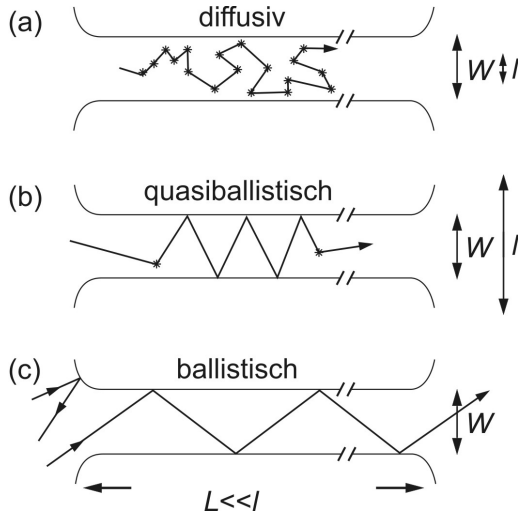 (a) diffusiv
W l
(b) quasiballistisch
W l
(c) ballistisch
W
L<<l